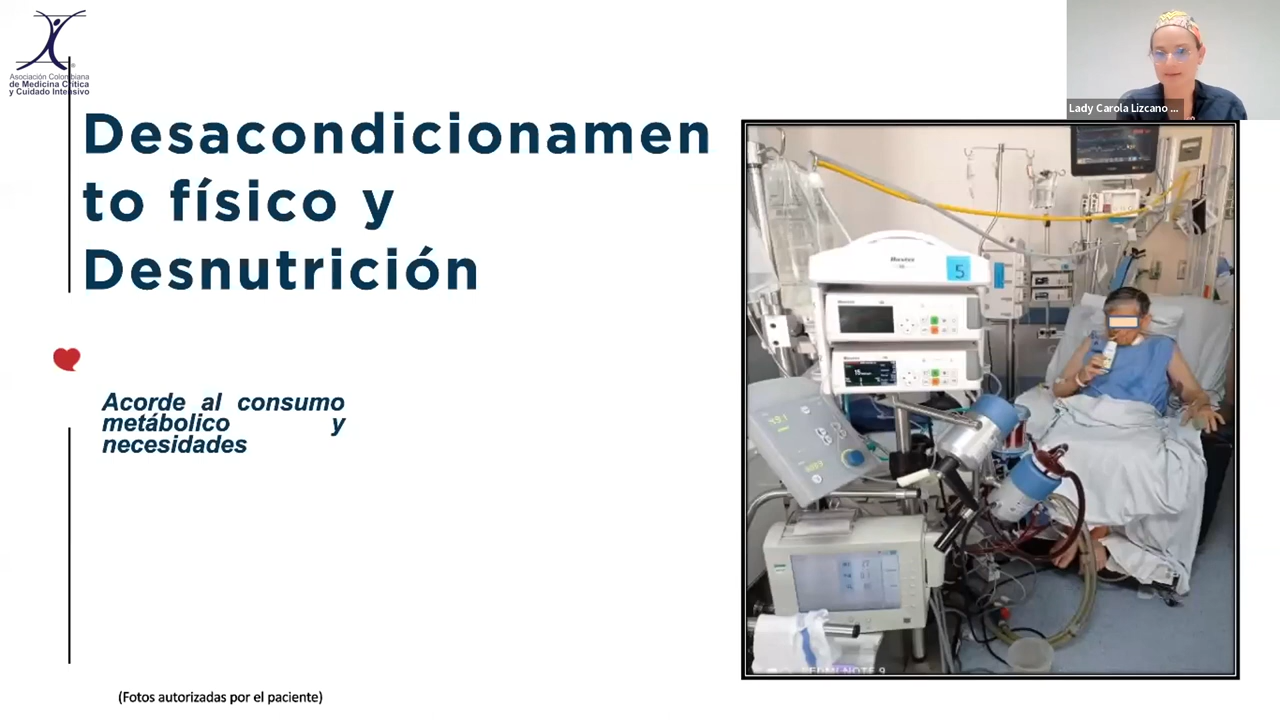 Asociación Colombiana
de Medicina Crítica
y Cuidado Intensivo
Lady Carola Lizcano ...
Desacondicionamen
to físico y
Desnutrición
Acorde al consumo
metábolico y
necesidades
5
15
(Fotos autorizadas por el paciente)